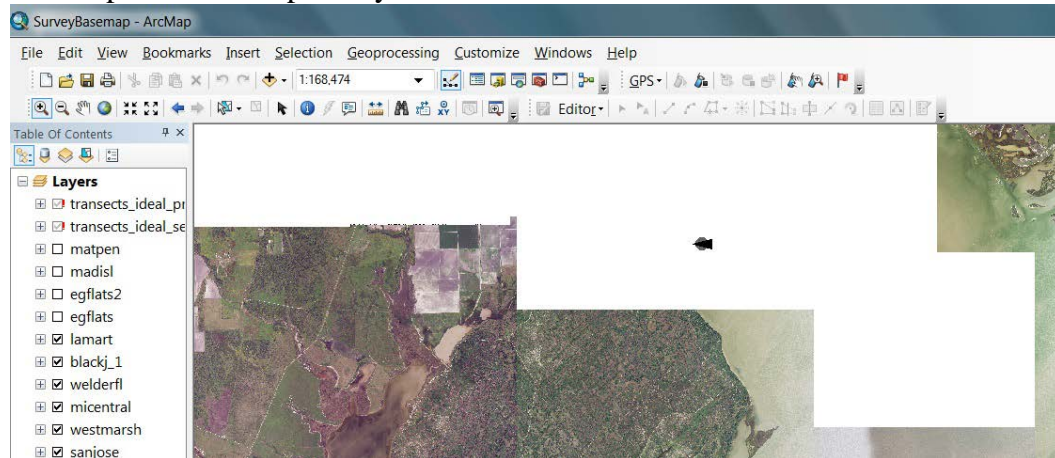 SurveyBasemap - ArcMap
File Edit View Bookmarks Insert Selection Geoprocessing Customize Windows Help
1:168,474 GPS
Editor
Table Of Contents
Layers
transects_ideal_pr
transects_ideal_se
matpen
madisl
egflats2
egflats
lamart
blackj_1
welderfl
micentral
westmarsh
sanjose